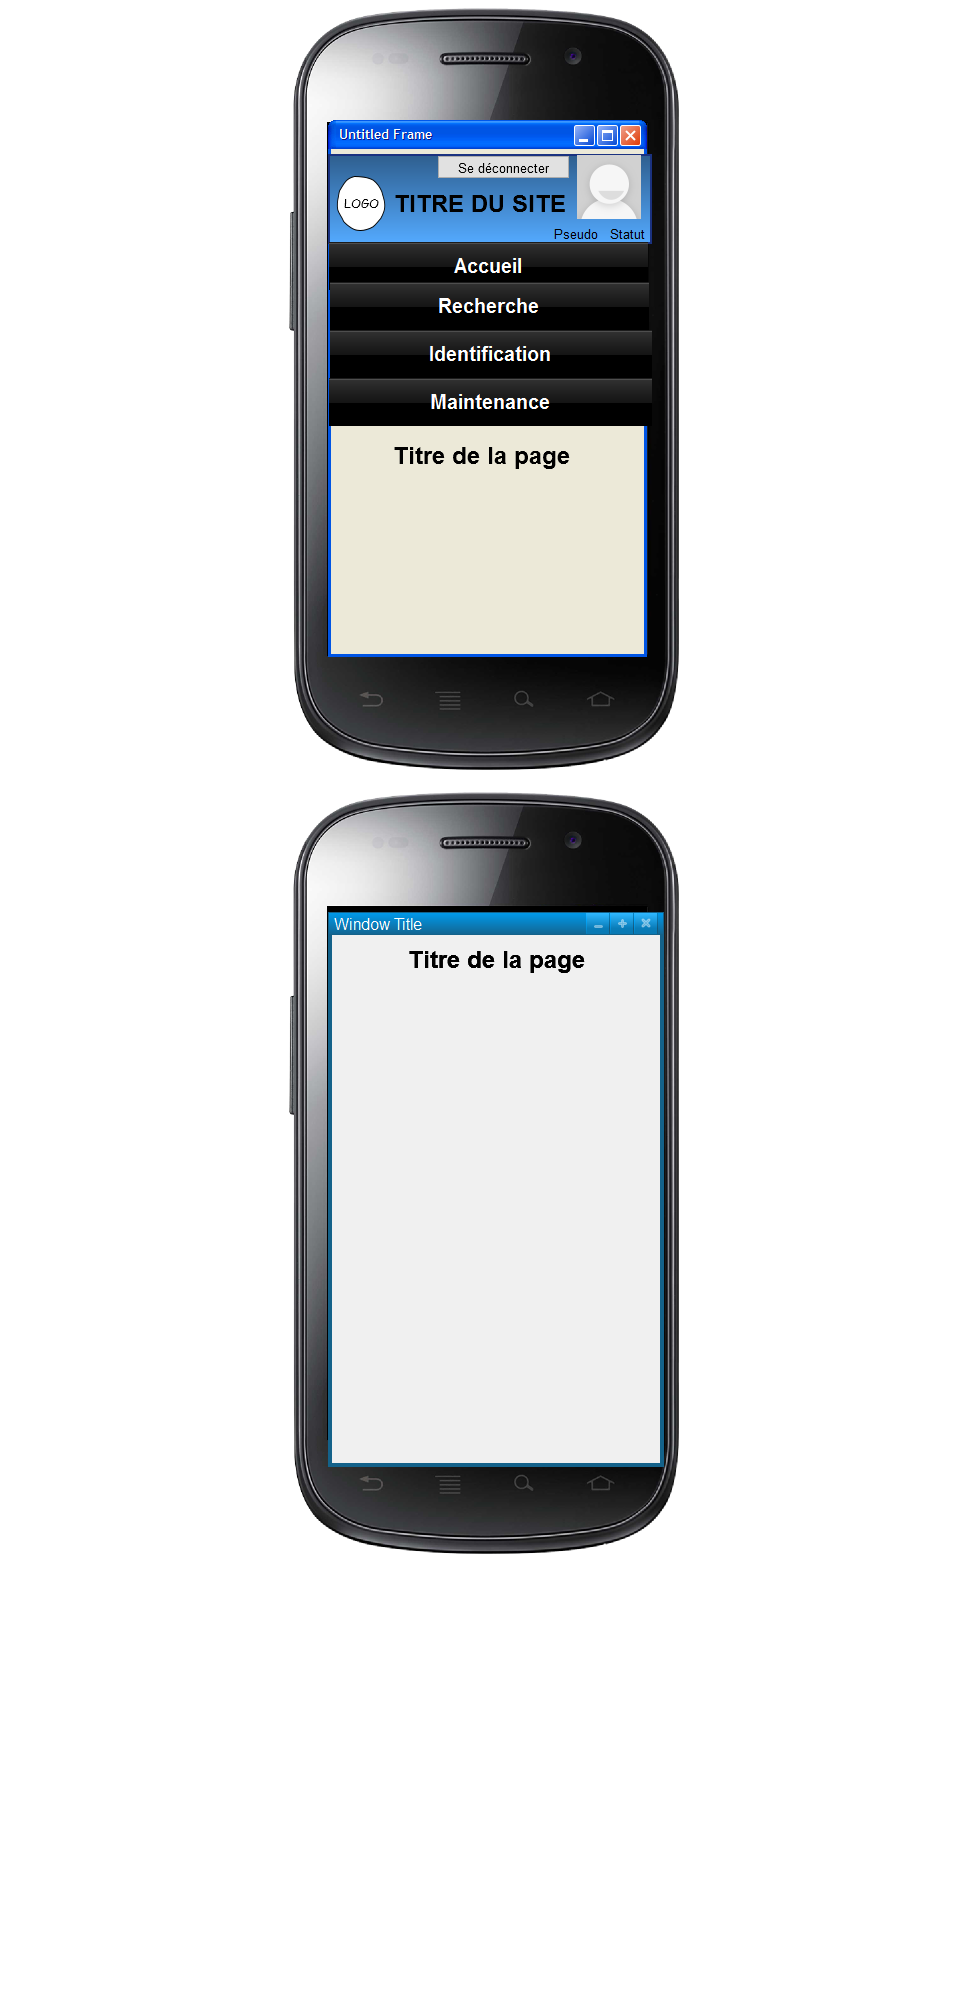 Untitled Frame
Se déconnecter
LOGO
TITRE DU SITE
Pseudo Statut
Accueil
Recherche
Identification
Maintenance
Titre de la page
Window Title
Titre de la page